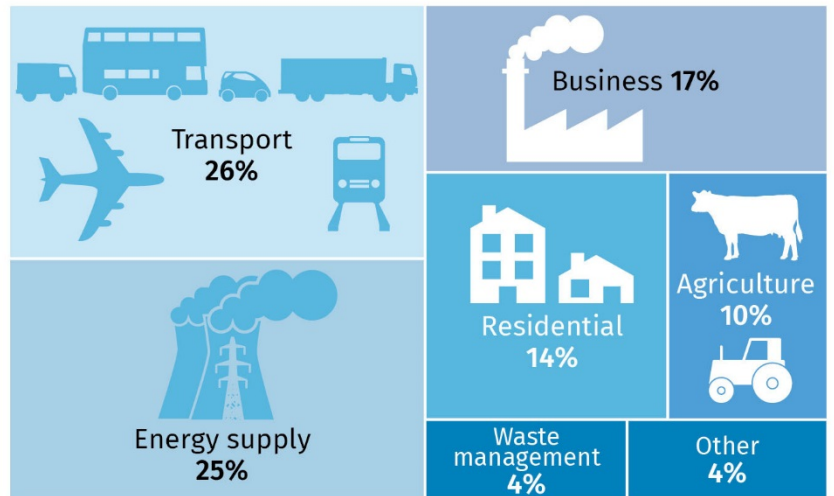 Transport
26%
Business 17%
Energy supply
25%
Residential
14%
Agriculture
10%
Waste
management
4%
Other
4%